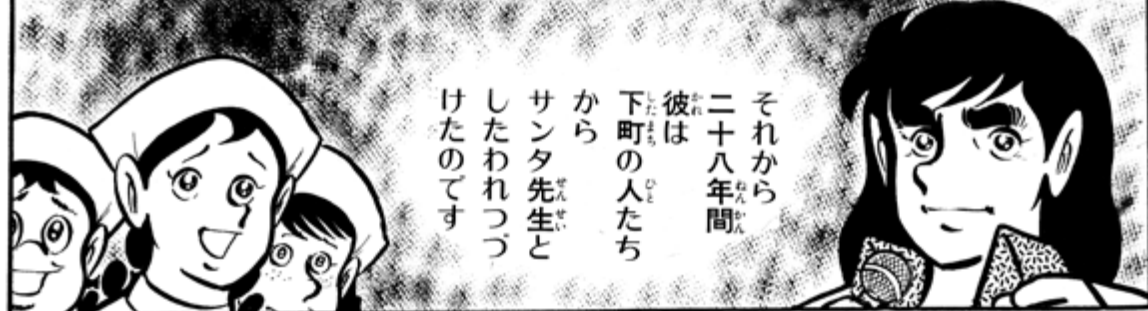 それから
二十八年間
彼は
下町の人たち
から
サンタ先生と
したわれつづ
けたのです